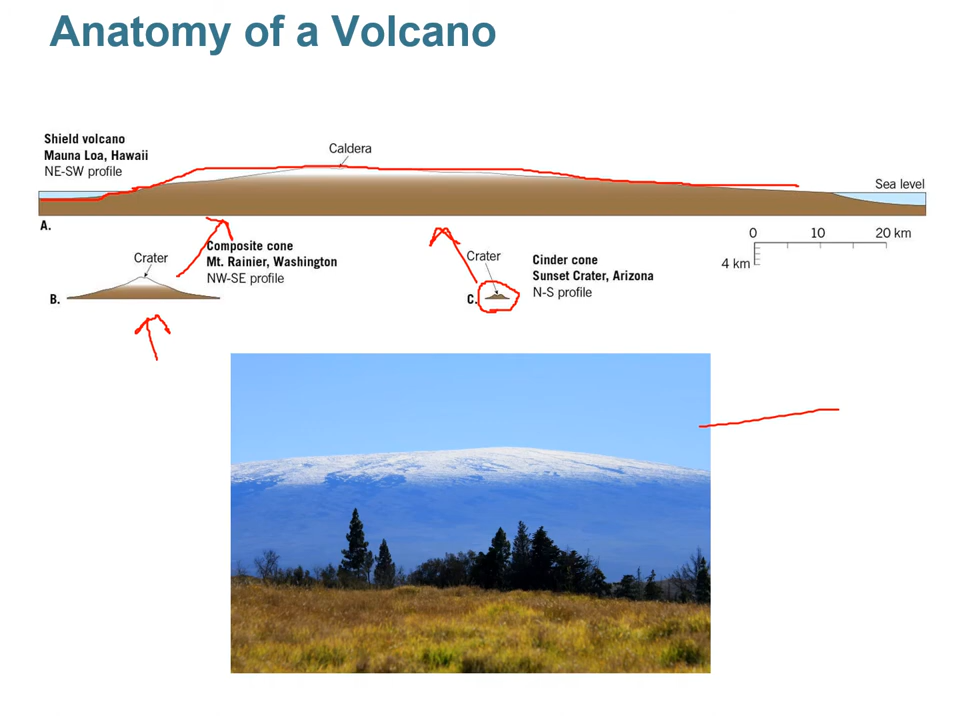 Anatomy of a Volcano
Shield volcano
Mauna Loa, Hawaii
NE-SW profile
Caldera
Sea level
A.
0 10 20 km
4 km
Crater
Composite cone
Mt. Rainier, Washington
NW-SE profile
B.
Crater
Cinder cone
Sunset Crater, Arizona
N-S profile
C.